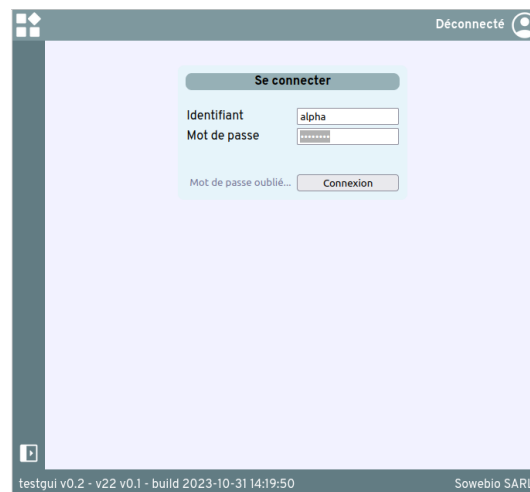 Déconnecté
Se connecter
Identifiant alpha
Mot de passe ••••••••
Mot de passe oublié... Connexion
testgui v0.2 - v22 v0.1 - build 2023-10-31 14:19:50 Sowebio SARL